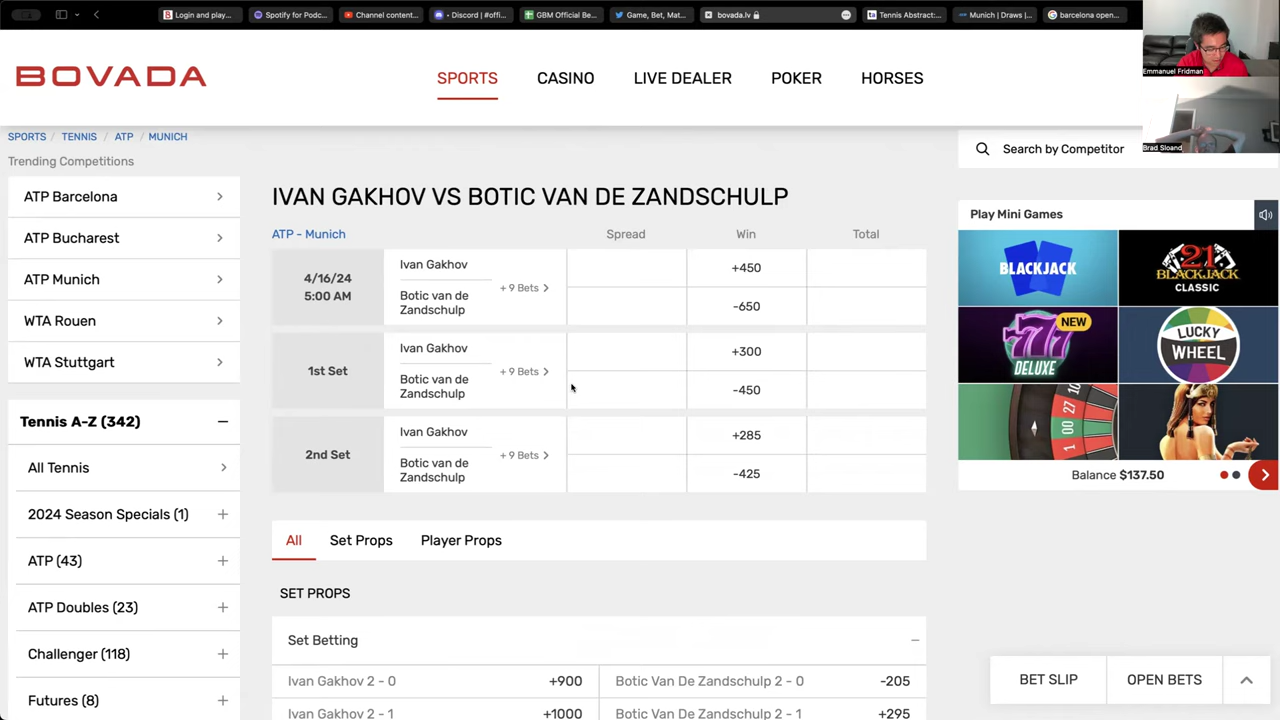 Login and play...
Spotify for Podc...
Channel content...
Discord | #offi...
GBM Official Be...
Game, Bet, Mat...
bovada.lv
Tennis Abstract:...
Munich | Draws |...
barcelona open...
BOVADA
SPORTS
CASINO
LIVE DEALER
POKER
HORSES
Emmanuel Fridman
Brad Sloand
SPORTS / TENNIS / ATP / MUNICH
Trending Competitions
ATP Barcelona
ATP Bucharest
ATP Munich
WTA Rouen
WTA Stuttgart
Tennis A-Z (342)
All Tennis
2024 Season Specials (1)
ATP (43)
ATP Doubles (23)
Challenger (118)
Futures (8)
IVAN GAKHOV VS BOTIC VAN DE ZANDSCHULP
ATP - Munich
Spread
Win
Total
4/16/24
5:00 AM
Ivan Gakhov
Botic van de
Zandschulp
+ 9 Bets
+450
-650
1st Set
Ivan Gakhov
Botic van de
Zandschulp
+ 9 Bets
+300
-450
2nd Set
Ivan Gakhov
Botic van de
Zandschulp
+ 9 Bets
+285
-425
All
Set Props
Player Props
SET PROPS
Set Betting
Ivan Gakhov 2 - 0 +900
Botic Van De Zandschulp 2 - 0 -205
Ivan Gakhov 2 - 1 +1000
Botic Van De Zandschulp 2 - 1 +295
Search by Competitor
Play Mini Games
BLACKJACK
21
BLACKJACK
CLASSIC
777
DELUXE
NEW
LUCKY
WHEEL
Balance $137.50
BET SLIP
OPEN BETS